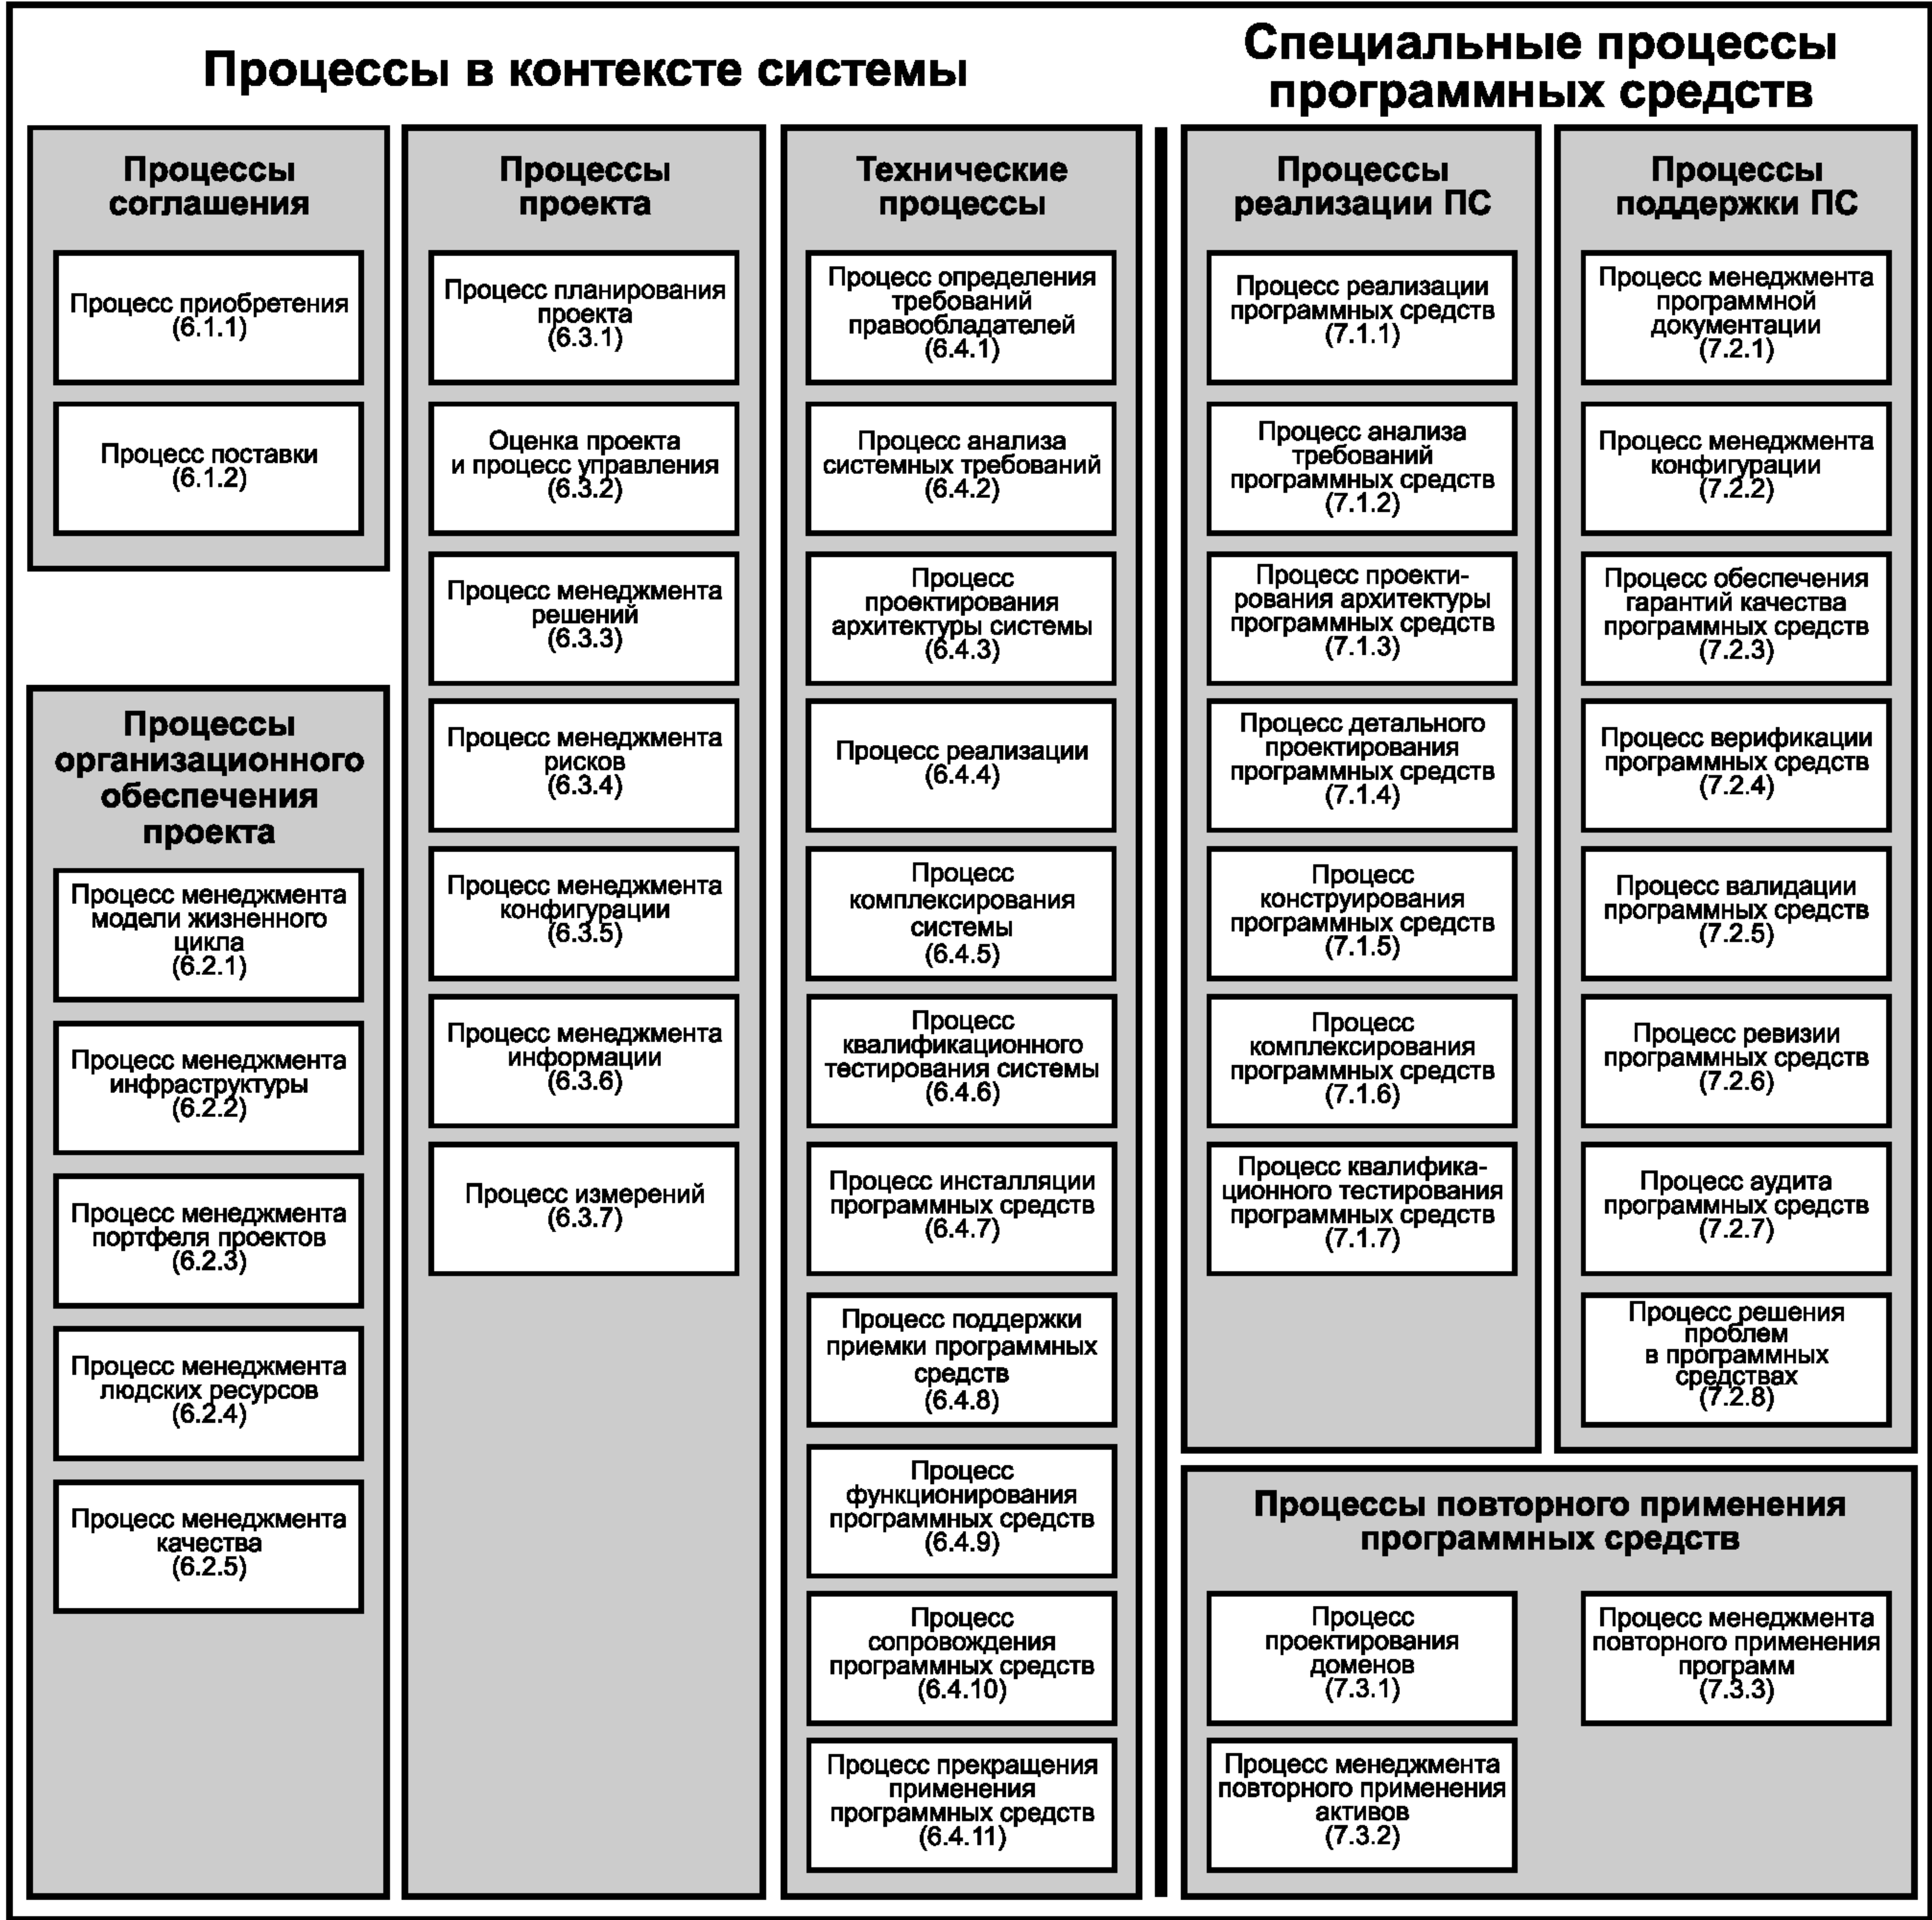 Процессы в контексте системы
Процессы
соглашения
Процесс приобретения
(6.1.1)
Процесс поставки
(6.1.2)
Процессы
организационного
обеспечения
проекта
Процесс менеджмента
модели жизненного
цикла
(6.2.1)
Процесс менеджмента
инфраструктуры
(6.2.2)
Процесс менеджмента
портфеля проектов
(6.2.3)
Процесс менеджмента
людских ресурсов
(6.2.4)
Процесс менеджмента
качества
(6.2.5)
Процессы
проекта
Процесс планирования
проекта
(6.3.1)
Оценка проекта
и процесс управления
(6.3.2)
Процесс менеджмента
решений
(6.3.3)
Процесс менеджмента
рисков
(6.3.4)
Процесс менеджмента
конфигурации
(6.3.5)
Процесс менеджмента
информации
(6.3.6)
Процесс измерений
(6.3.7)
Технические
процессы
Процесс определения
требований
правообладателей
(6.4.1)
Процесс анализа
системных требований
(6.4.2)
Процесс
проектирования
архитектуры системы
(6.4.3)
Процесс реализации
(6.4.4)
Процесс
комплексирования
системы
(6.4.5)
Процесс
квалификационного
тестирования системы
(6.4.6)
Процесс инсталляции
программных средств
(6.4.7)
Процесс поддержки
приемки программных
средств
(6.4.8)
Процесс
функционирования
программных средств
(6.4.9)
Процесс
сопровождения
программных средств
(6.4.10)
Процесс прекращения
применения
программных средств
(6.4.11)
Специальные процессы
программных средств
Процессы
реализации ПС
Процесс реализации
программных средств
(7.1.1)
Процесс анализа
требований
программных средств
(7.1.2)
Процесс проекти-
рования архитектуры
программных средств
(7.1.3)
Процесс детального
проектирования
программных средств
(7.1.4)
Процесс
конструирования
программных средств
(7.1.5)
Процесс
комплексирования
программных средств
(7.1.6)
Процесс квалифика-
ционного тестирования
программных средств
(7.1.7)
Процессы
поддержки ПС
Процесс менеджмента
программной
документации
(7.2.1)
Процесс менеджмента
конфигурации
(7.2.2)
Процесс обеспечения
гарантий качества
программных средств
(7.2.3)
Процесс верификации
программных средств
(7.2.4)
Процесс валидации
программных средств
(7.2.5)
Процесс ревизии
программных средств
(7.2.6)
Процесс аудита
программных средств
(7.2.7)
Процесс решения
проблем
в программных
средствах
(7.2.8)
Процессы повторного применения
программных средств
Процесс
проектирования
доменов
(7.3.1)
Процесс менеджмента
повторного применения
активов
(7.3.2)
Процесс менеджмента
повторного применения
программ
(7.3.3)